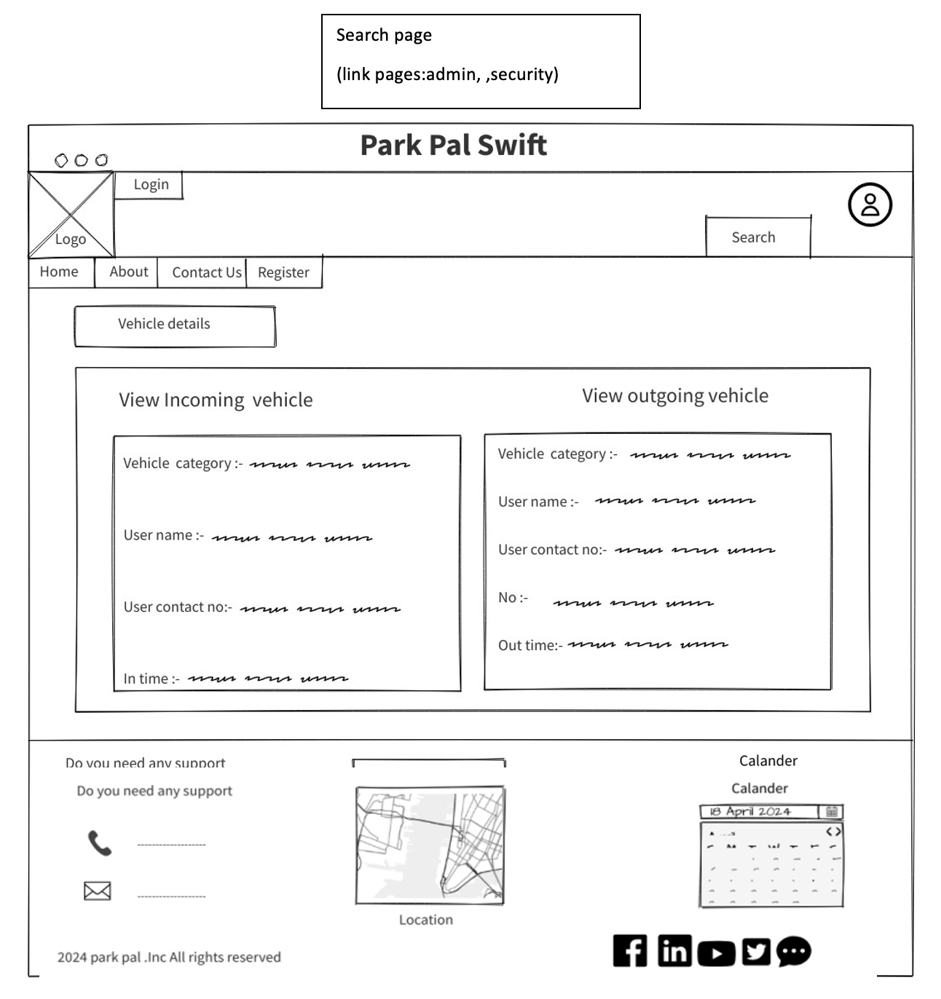 Search page
(link pages:admin, ,security)
Park Pal Swift
Login
Logo
Search
Home
About
Contact Us
Register
Vehicle details
View Incoming vehicle
View outgoing vehicle
Vehicle category :-
User name :-
User contact no:-
In time :-
Vehicle category :-
User name :-
User contact no:-
No :-
Out time:-
Do you need any support
Do you need any support
Location
Calander
Calander
18 April 2024
2024 park pal .Inc All rights reserved